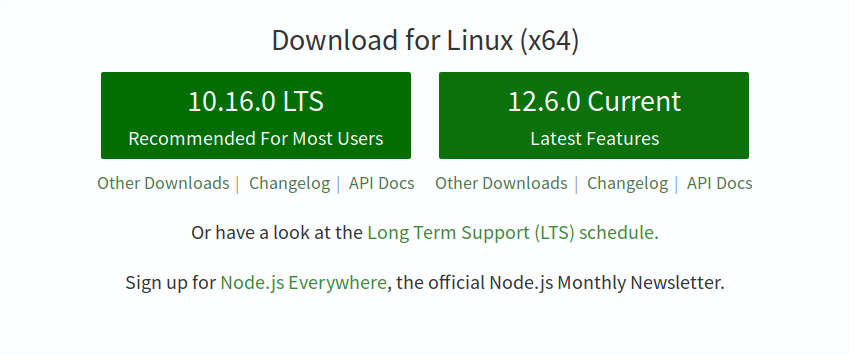 Download for Linux (x64)
10.16.0 LTS
Recommended For Most Users
12.6.0 Current
Latest Features
Other Downloads | Changelog | API Docs
Other Downloads | Changelog | API Docs
Or have a look at the Long Term Support (LTS) schedule.
Sign up for Node.js Everywhere, the official Node.js Monthly Newsletter.